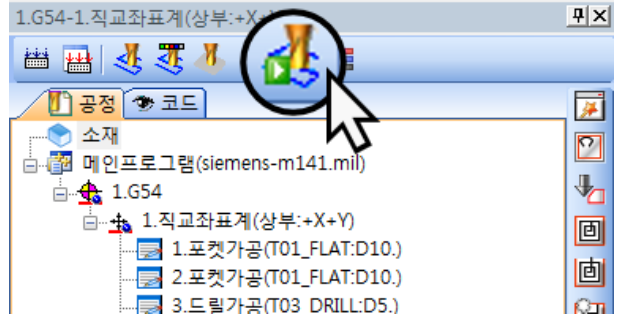 1.G54-1.직교좌표계(상부:+X+
공정 코드
소재
메인프로그램(siemens-m141.mil)
1.G54
1.직교좌표계(상부:+X+Y)
1.포켓가공(T01_FLAT:D10.)
2.포켓가공(T01_FLAT:D10.)
3.드릴가공(T03_DRILL:D5.)